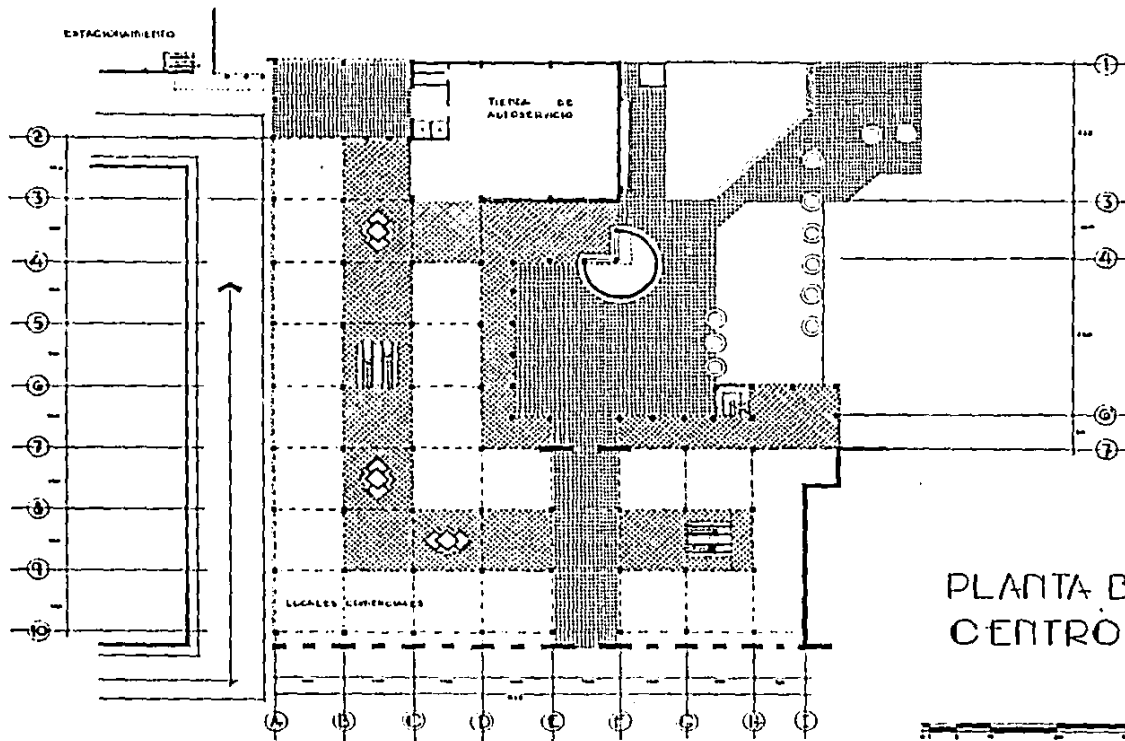 ESTACIONAMIENTO
TIENDA DE
AUTOSERVICIO
1
2
3
3
4
4
5
6
6
7
7
8
9
10
LOCALES COMERCIALES
PLANTA B
CENTRO
A B C D E F G H I